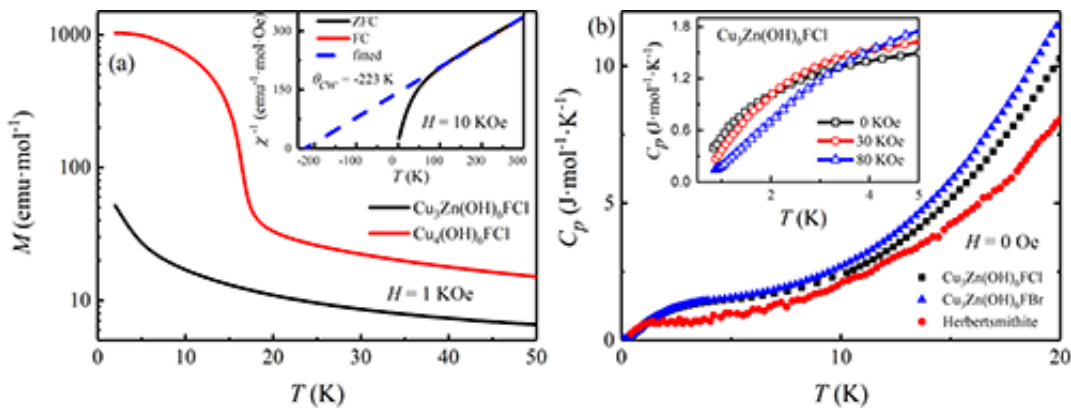 (a)
1000
100
10
M (emu·mol⁻¹)
0 10 20 30 40 50
T (K)
Cu₃Zn(OH)₆FCl
Cu₄(OH)₆FCl
H = 1 KOe
300
150
0
χ⁻¹ (emu⁻¹·mol·Oe)
ZFC
FC
fitted
θCW = -223 K
H = 10 KOe
-200 -100 0 100 200 300
T (K)
(b)
10
5
0
Cₚ (J·mol⁻¹·K⁻¹)
0 5 10 15 20
T (K)
H = 0 Oe
Cu₃Zn(OH)₆FCl
Cu₃Zn(OH)₆FBr
Herbertsmithite
1.8
1.2
0.6
0.0
Cₚ (J·mol⁻¹·K⁻¹)
Cu₃Zn(OH)₆FCl
0 KOe
30 KOe
80 KOe
2 3 4 5
T (K)